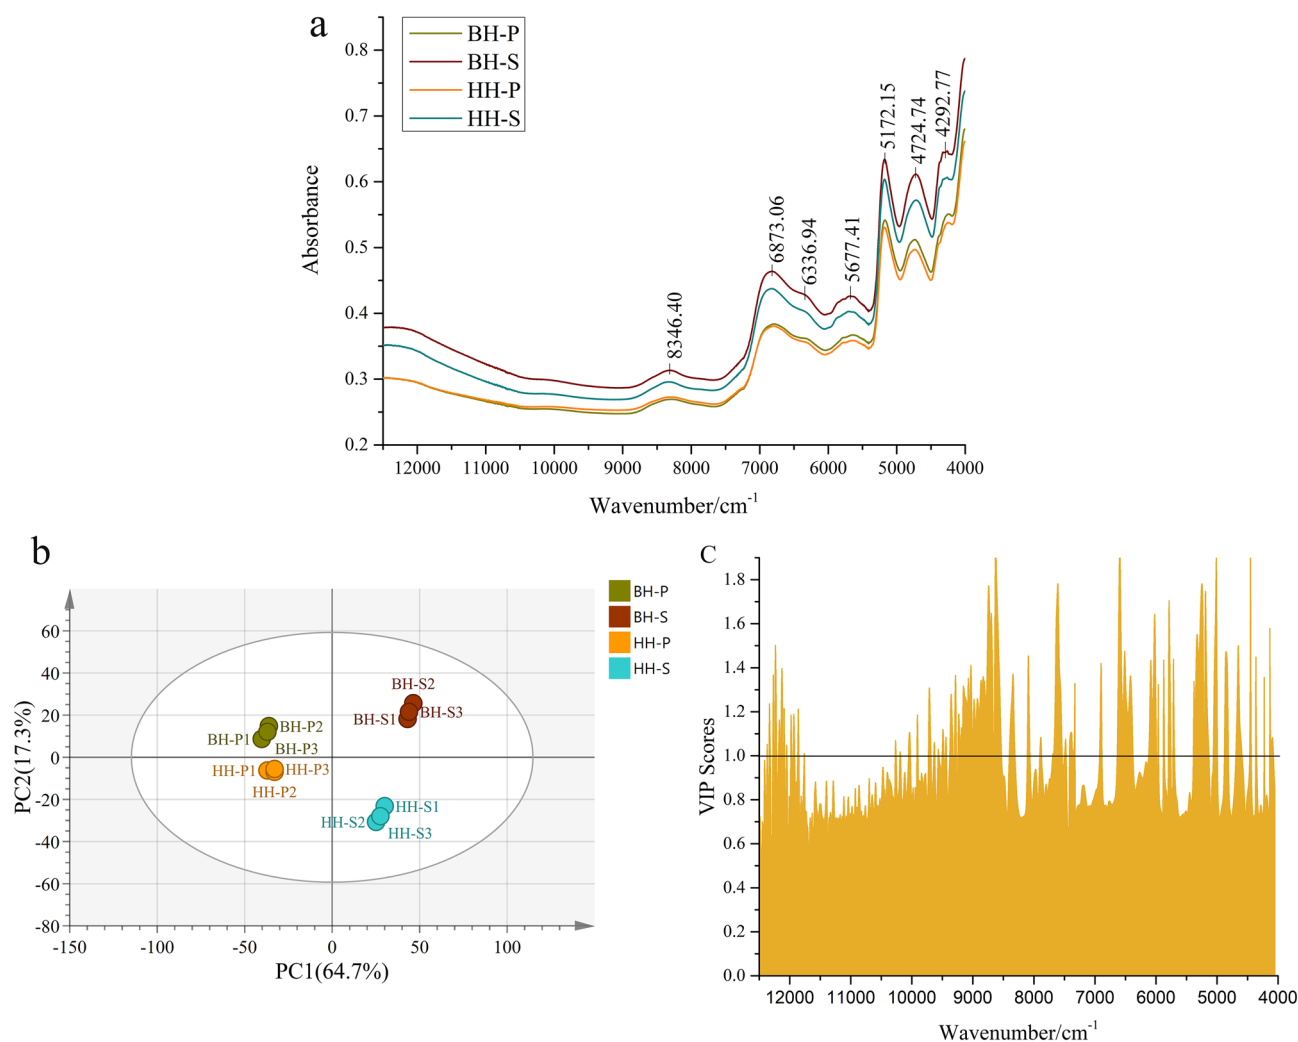 a
BH-P
BH-S
HH-P
HH-S
Absorbance
0.8
0.7
0.6
0.5
0.4
0.3
0.2
8346.40
6873.06
6336.94
5677.41
5172.15
4724.74
4292.77
12000 11000 10000 9000 8000 7000 6000 5000 4000
Wavenumber/cm-1
b
BH-P
BH-S
HH-P
HH-S
PC2(17.3%)
60
40
20
0
-20
-40
-60
-80
BH-S2
BH-S1
BH-S3
BH-P2
BH-P1
BH-P3
HH-P1
HH-P3
HH-P2
HH-S1
HH-S2
HH-S3
-150 -100 -50 0 50 100
PC1(64.7%)
c
VIP Scores
1.8
1.6
1.4
1.2
1.0
0.8
0.6
0.4
0.2
0.0
12000 11000 10000 9000 8000 7000 6000 5000 4000
Wavenumber/cm-1